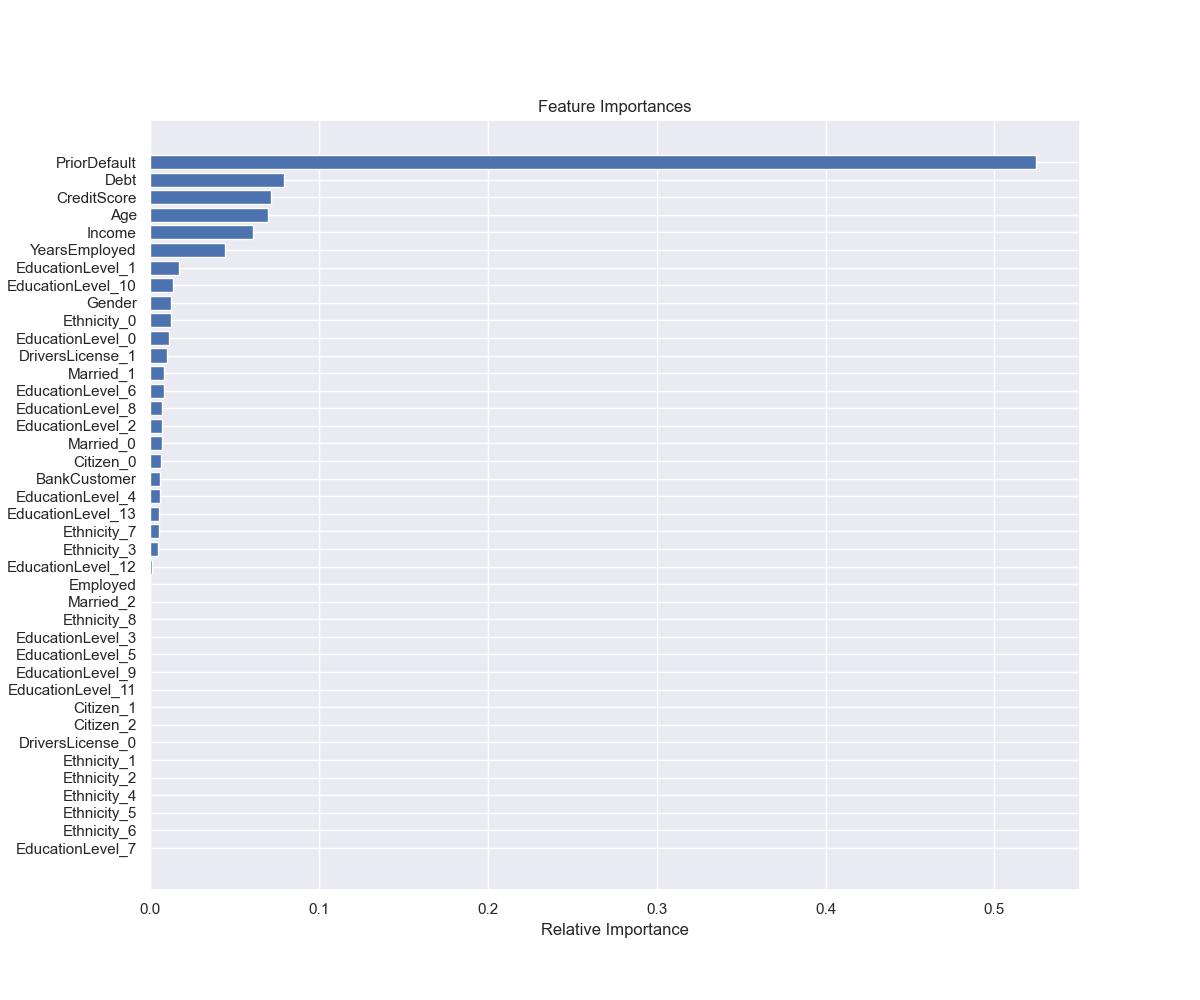 Feature Importances
PriorDefault
Debt
CreditScore
Age
Income
YearsEmployed
EducationLevel_1
EducationLevel_10
Gender
Ethnicity_0
EducationLevel_0
DriversLicense_1
Married_1
EducationLevel_6
EducationLevel_8
EducationLevel_2
Married_0
Citizen_0
BankCustomer
EducationLevel_4
EducationLevel_13
Ethnicity_7
Ethnicity_3
EducationLevel_12
Employed
Married_2
Ethnicity_8
EducationLevel_3
EducationLevel_5
EducationLevel_9
EducationLevel_11
Citizen_1
Citizen_2
DriversLicense_0
Ethnicity_1
Ethnicity_2
Ethnicity_4
Ethnicity_5
Ethnicity_6
EducationLevel_7
0.0 0.1 0.2 0.3 0.4 0.5
Relative Importance